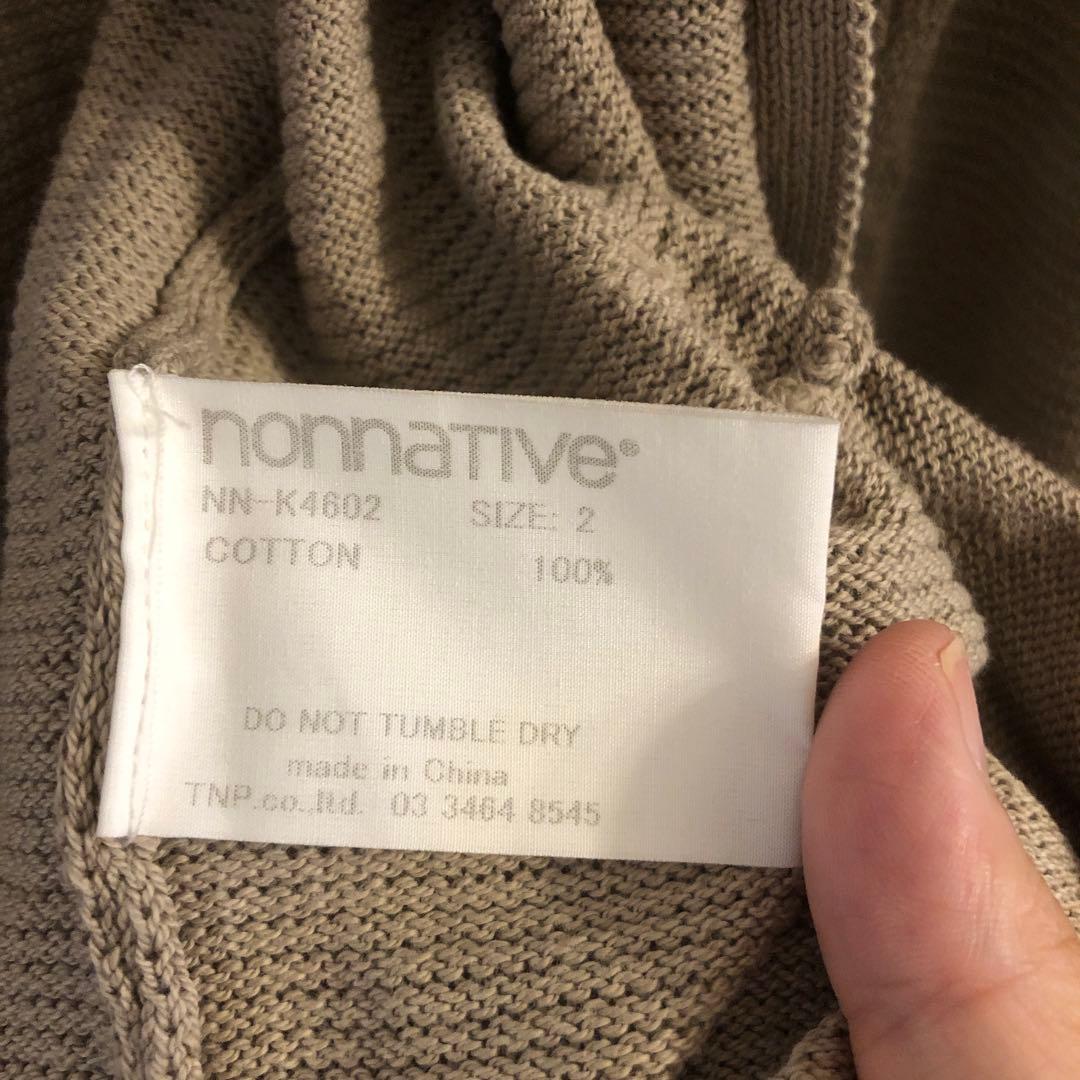 nonnative
NN-K4602 SIZE: 2
COTTON 100%
DO NOT TUMBLE DRY
made in China
TNP.co.,ltd. 03 3464 8545